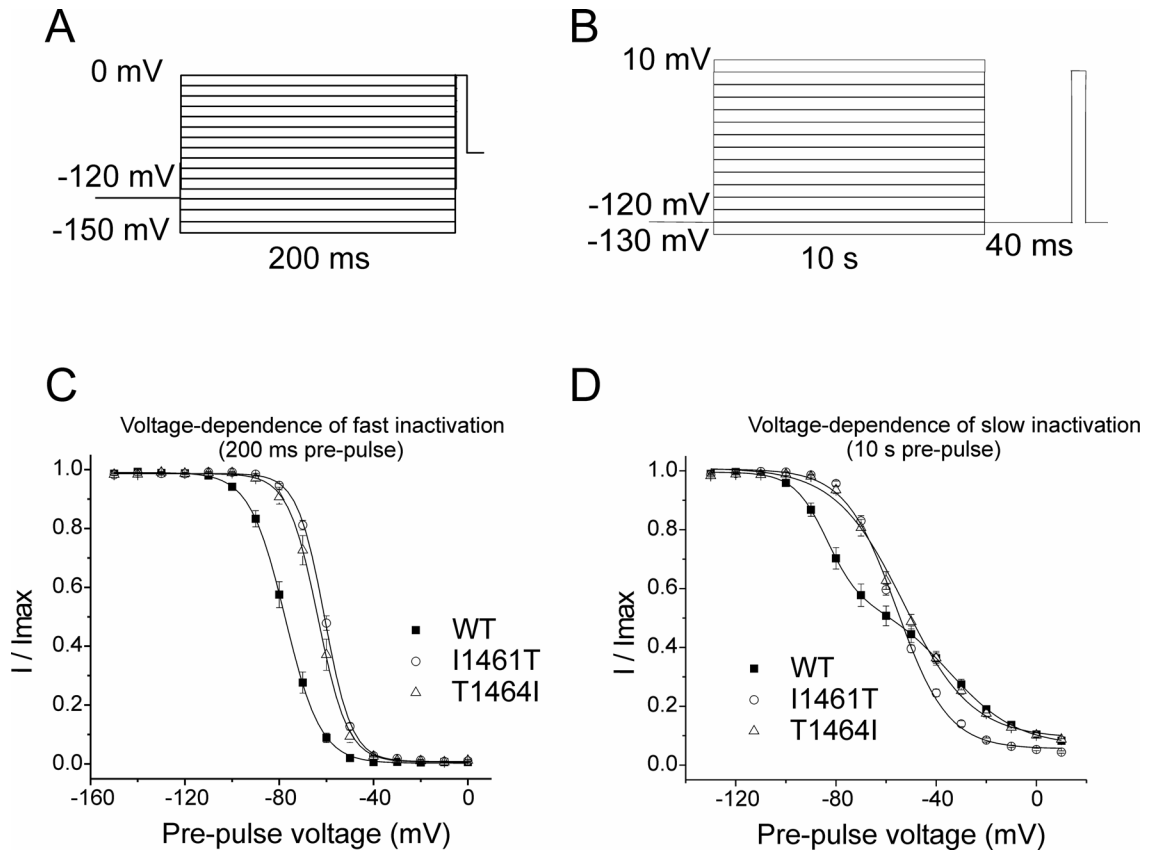 A
0 mV
-120 mV
-150 mV
200 ms
B
10 mV
-120 mV
-130 mV
10 s
40 ms
C
Voltage-dependence of fast inactivation
(200 ms pre-pulse)
1.0
0.8
0.6
0.4
0.2
0.0
I / Imax
WT
I1461T
T1464I
-160
-120
-80
-40
0
Pre-pulse voltage (mV)
D
Voltage-dependence of slow inactivation
(10 s pre-pulse)
1.0
0.8
0.6
0.4
0.2
0.0
I / Imax
WT
I1461T
T1464I
-120
-80
-40
0
Pre-pulse voltage (mV)